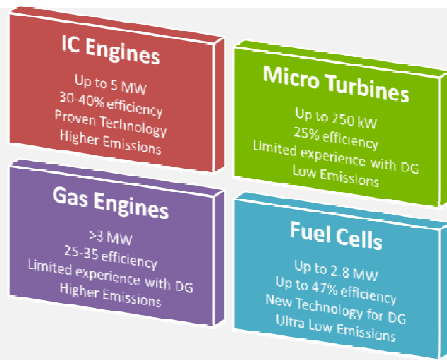 IC Engines
Up to 5 MW
30-40% efficiency
Proven Technology
Higher Emissions
Micro Turbines
Up to 250 kW
25% efficiency
Limited experience with DG
Low Emissions
Gas Engines
>3 MW
25-35 efficiency
Limited experience with DG
Higher Emissions
Fuel Cells
Up to 2.8 MW
Up to 47% efficiency
New Technology for DG
Ultra Low Emissions